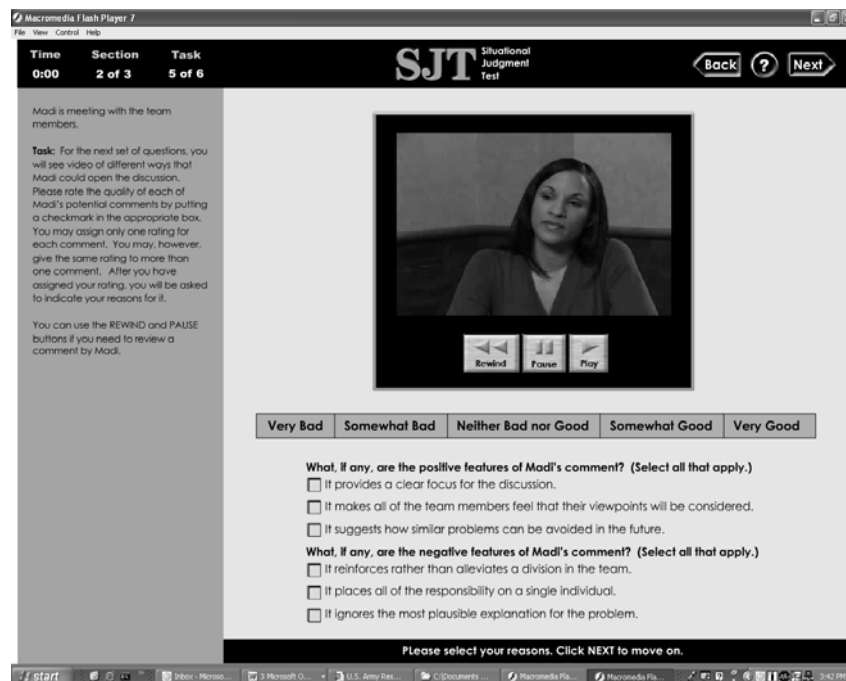 Macromedia Flash Player 7
File View Control Help
Time Section Task
0:00 2 of 3 5 of 6
SJT Situational
Judgment
Test
Back ? Next
Madi is meeting with the team
members.
Task: For the next set of questions, you
will see video of different ways that
Madi could open the discussion.
Please rate the quality of each of
Madi's potential comments by putting
a checkmark in the appropriate box.
You may assign only one rating for
each comment. You may, however,
give the same rating to more than
one comment. After you have
assigned your rating, you will be asked
to indicate your reasons for it.
You can use the REWIND and PAUSE
buttons if you need to review a
comment by Madi.
Rewind Pause Play
Very Bad Somewhat Bad Neither Bad nor Good Somewhat Good Very Good
What, if any, are the positive features of Madi's comment? (Select all that apply.)
It provides a clear focus for the discussion.
It makes all of the team members feel that their viewpoints will be considered.
It suggests how similar problems can be avoided in the future.
What, if any, are the negative features of Madi's comment? (Select all that apply.)
It reinforces rather than alleviates a division in the team.
It places all of the responsibility on a single individual.
It ignores the most plausible explanation for the problem.
PLease select your reasons. Click NEXT to move on.
start Inbox - Microso... 3 Microsoft O... U.S. Army Res... C:\Documents ... Macromedia Fla... Macromedia Fla... 3:42 PM